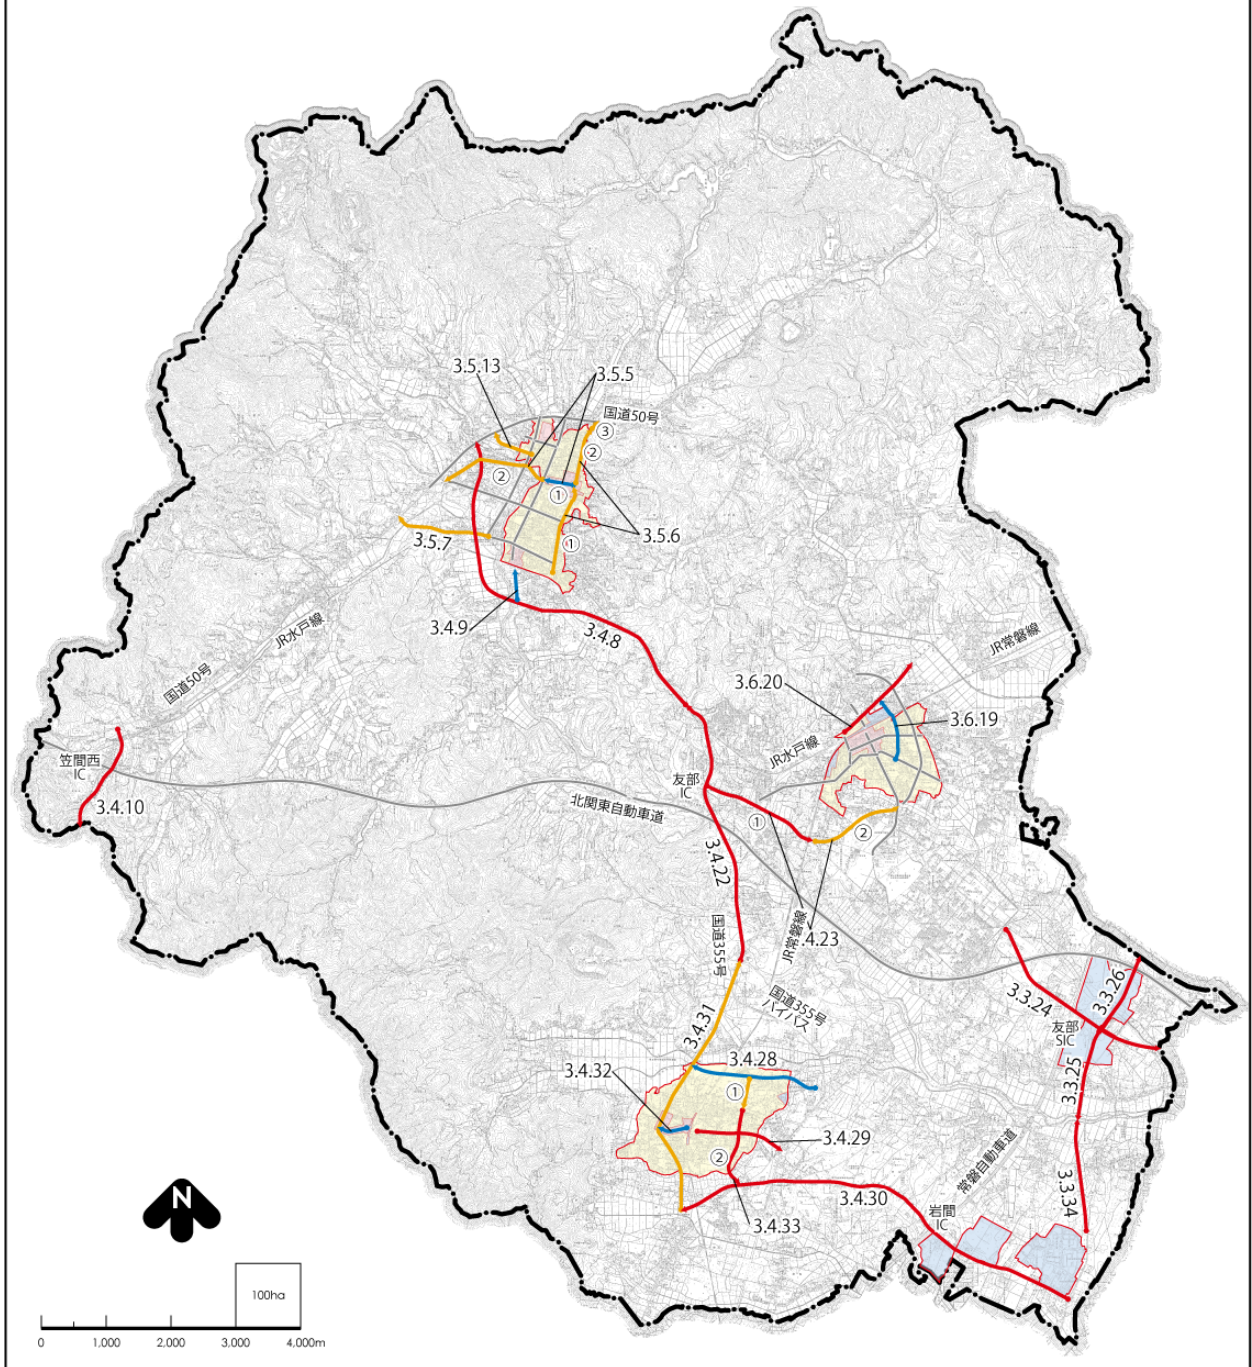 3.5.13
3.5.5
国道50号
③
②
②
①
3.5.6
3.5.7
①
3.4.9
3.4.8
JR水戸線
国道50号
JR常磐線
3.6.20
3.6.19
JR水戸線
笠間西
IC
3.4.10
友部
IC
北関東自動車道
①
②
3.4.22
.4.23
JR常磐線
国道355号
3.3.24
3.3.26
国道355号
バイパス
友部
SIC
3.4.31
3.4.28
3.4.32
①
3.3.25
3.4.29
②
常磐自動車道
3.4.30
3.3.34
岩間
IC
3.4.33
N
100ha
0 1,000 2,000 3,000 4,000m